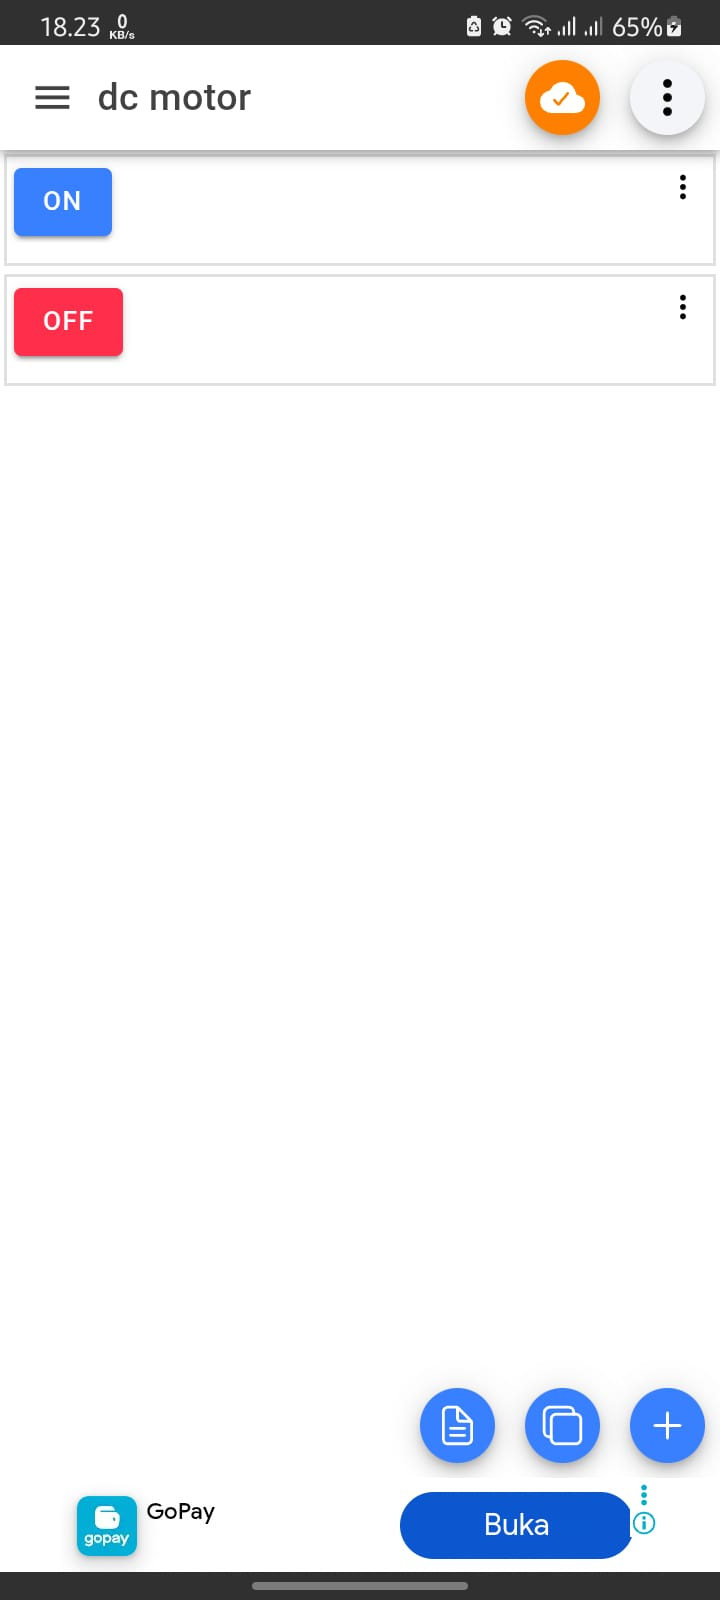 18.23 0 KB/s 65%
dc motor
ON
OFF
GoPay
gopay
Buka